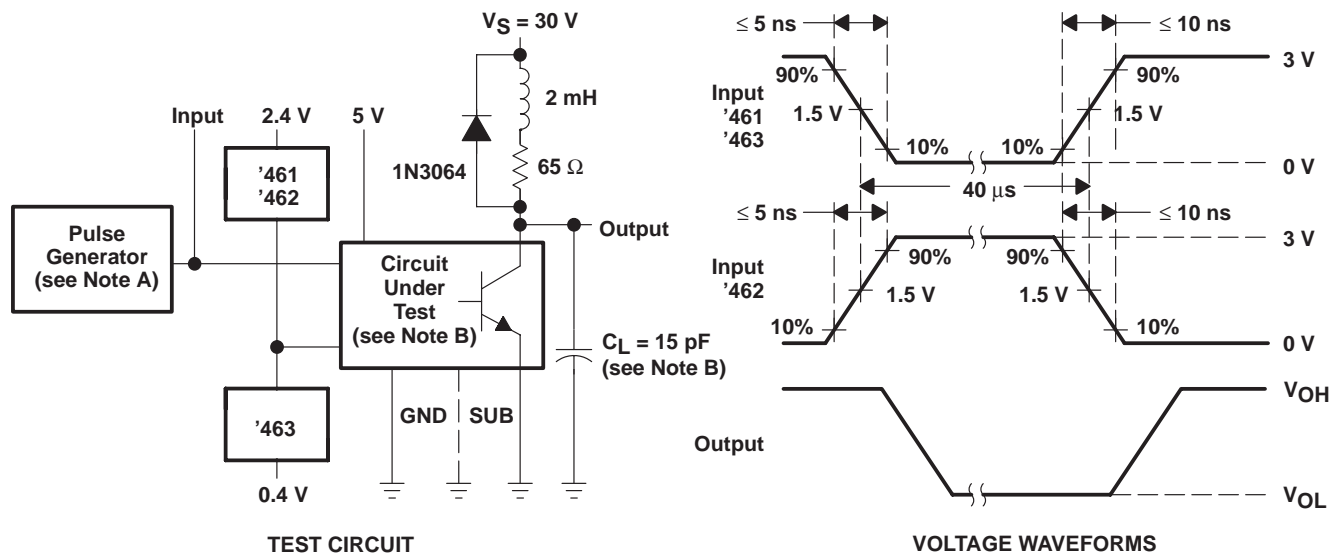 VS = 30 V
2 mH
Input
2.4 V
5 V
1N3064
65 Ω
'461
'462
Pulse
Generator
(see Note A)
Output
Circuit
Under
Test
(see Note B)
CL = 15 pF
(see Note B)
GND
SUB
'463
0.4 V
TEST CIRCUIT
≤ 5 ns
≤ 10 ns
3 V
90%
90%
Input
'461
'463
1.5 V
1.5 V
10%
10%
0 V
40 µs
≤ 5 ns
≤ 10 ns
3 V
90%
90%
Input
'462
1.5 V
1.5 V
10%
10%
0 V
VOH
Output
VOL
VOLTAGE WAVEFORMS